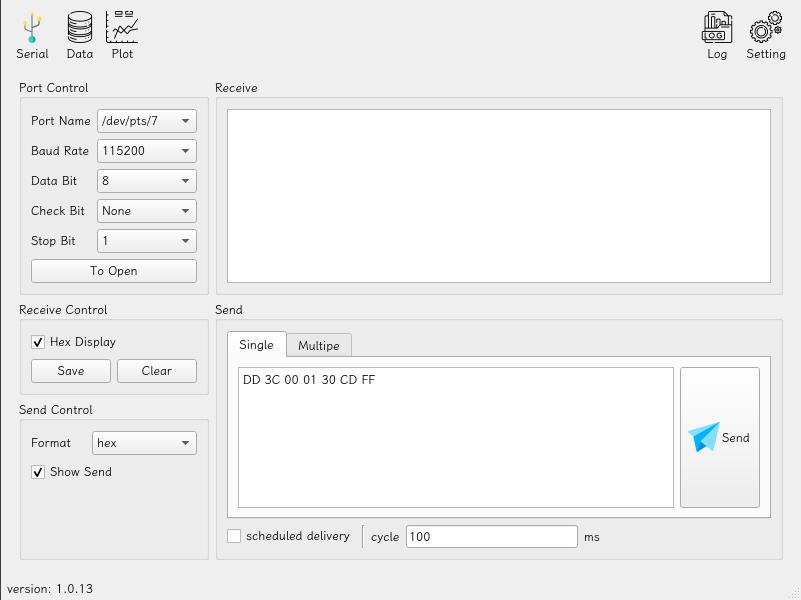 Serial
Data
Plot
Log
LOG
Setting
Port Control
Port Name /dev/pts/7
Baud Rate 115200
Data Bit 8
Check Bit None
Stop Bit 1
To Open
Receive
Receive Control
Hex Display
Save
Clear
Send Control
Format hex
Show Send
Send
Single
Multipe
DD 3C 00 01 30 CD FF
Send
scheduled delivery
cycle 100 ms
version: 1.0.13